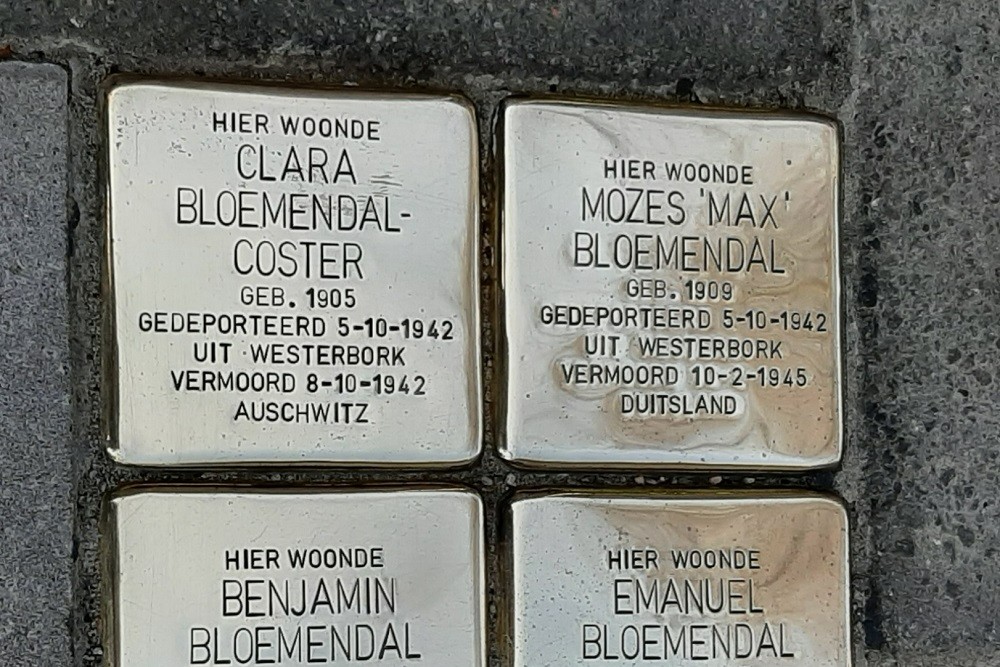 HIER WOONDE
CLARA
BLOEMENDAL-
COSTER
GEB. 1905
GEDEPORTEERD 5-10-1942
UIT WESTERBORK
VERMOORD 8-10-1942
AUSCHWITZ
HIER WOONDE
MOZES 'MAX'
BLOEMENDAL
GEB. 1909
GEDEPORTEERD 5-10-1942
UIT WESTERBORK
VERMOORD 10-2-1945
DUITSLAND
HIER WOONDE
BENJAMIN
BLOEMENDAL
HIER WOONDE
EMANUEL
BLOEMENDAL